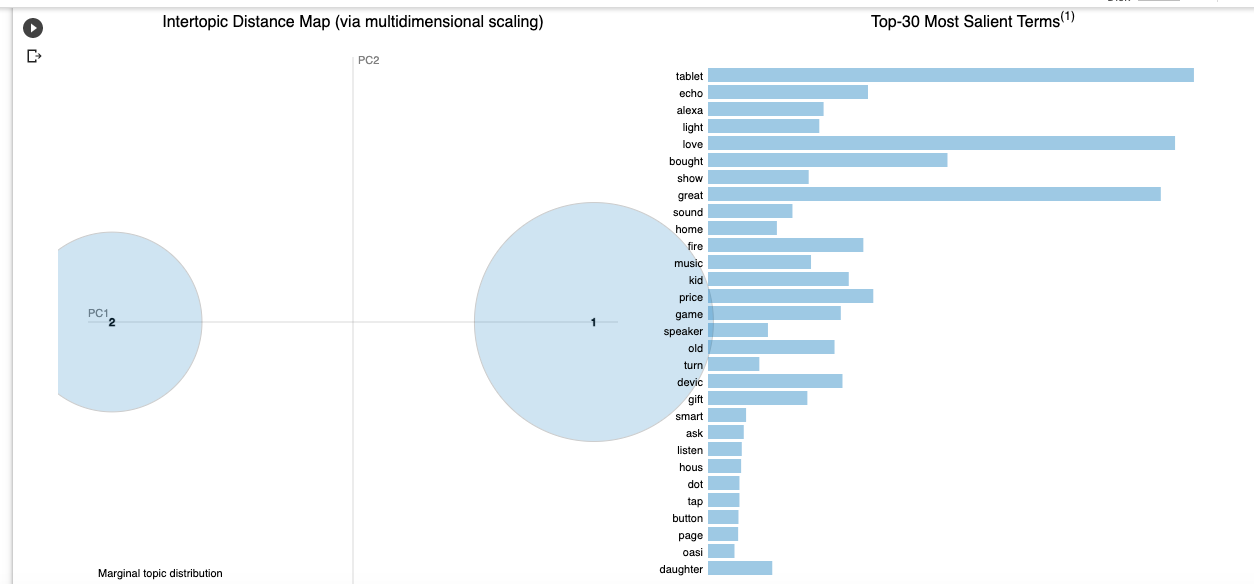 Intertopic Distance Map (via multidimensional scaling)
PC2
PC1
2
1
Marginal topic distribution
Top-30 Most Salient Terms(1)
tablet
echo
alexa
light
love
bought
show
great
sound
home
fire
music
kid
price
game
speaker
old
turn
devic
gift
smart
ask
listen
hous
dot
tap
button
page
oasi
daughter